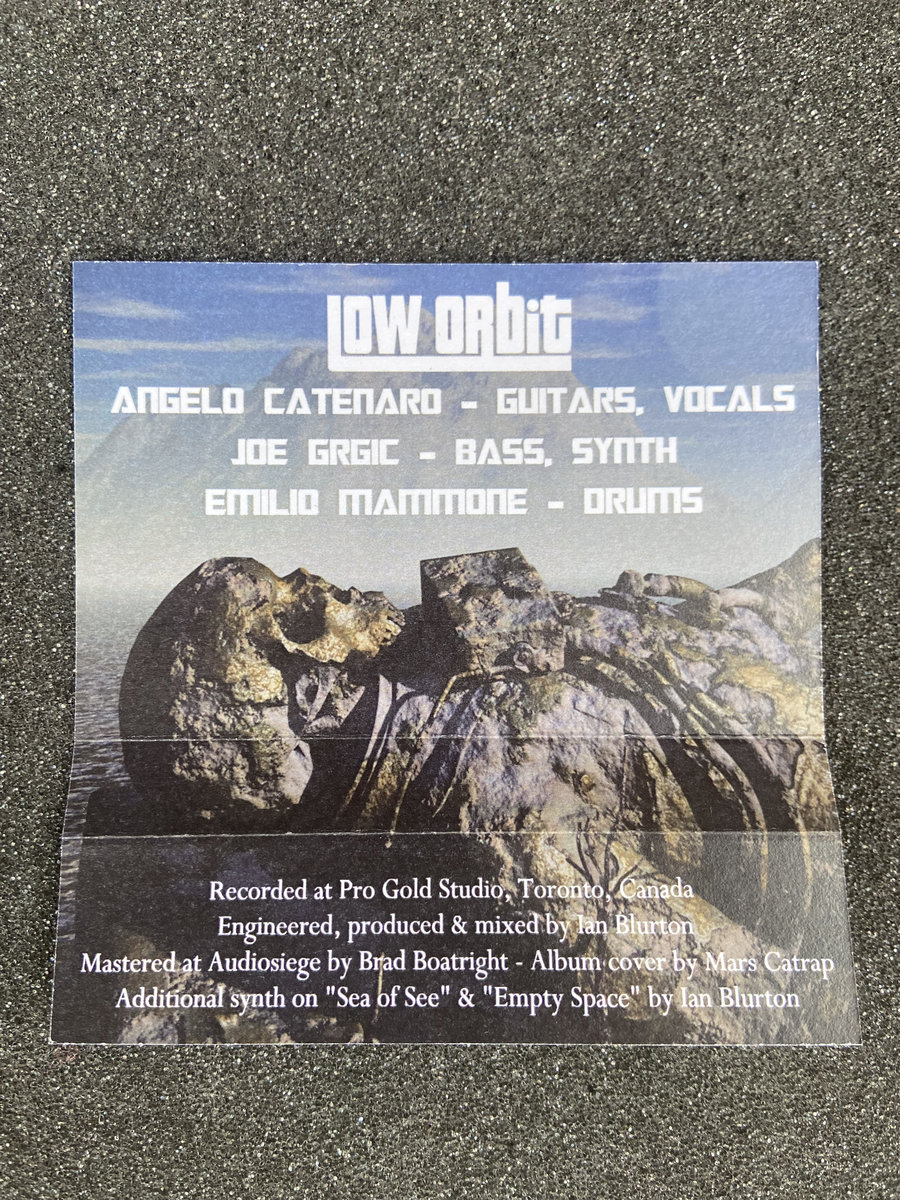 LOW ORBIT
ANGELO CATENARO - GUITARS, VOCALS
JOE GRGIC - BASS, SYNTH
EMILIO MAMMONE - DRUMS
Recorded at Pro Gold Studio, Toronto, Canada
Engineered, produced & mixed by Ian Blurton
Mastered at Audiosiege by Brad Boatright - Album cover by Mars Catrap
Additional synth on "Sea of See" & "Empty Space" by Ian Blurton